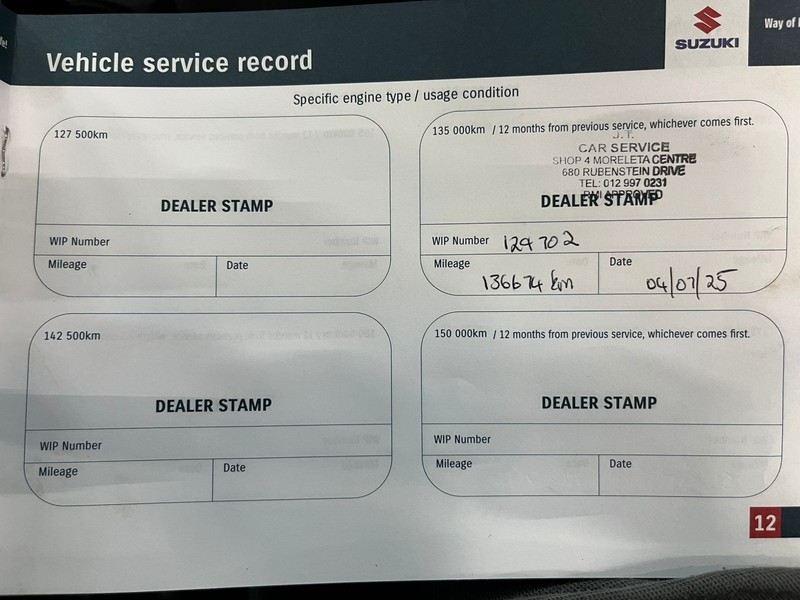 SUZUKI
Way of
Vehicle service record
Specific engine type / usage condition
127 500km
DEALER STAMP
WIP Number
Mileage
Date
135 000km / 12 months from previous service, whichever comes first.
J.T.
CAR SERVICE
SHOP 4 MORELETA CENTRE
680 RUBENSTEIN DRIVE
TEL: 012 997 0231
RMI APPROVED
DEALER STAMP
WIP Number 124702
Mileage
136674 km
Date
04/07/25
142 500km
DEALER STAMP
WIP Number
Mileage
Date
150 000km / 12 months from previous service, whichever comes first.
DEALER STAMP
WIP Number
Mileage
Date
12